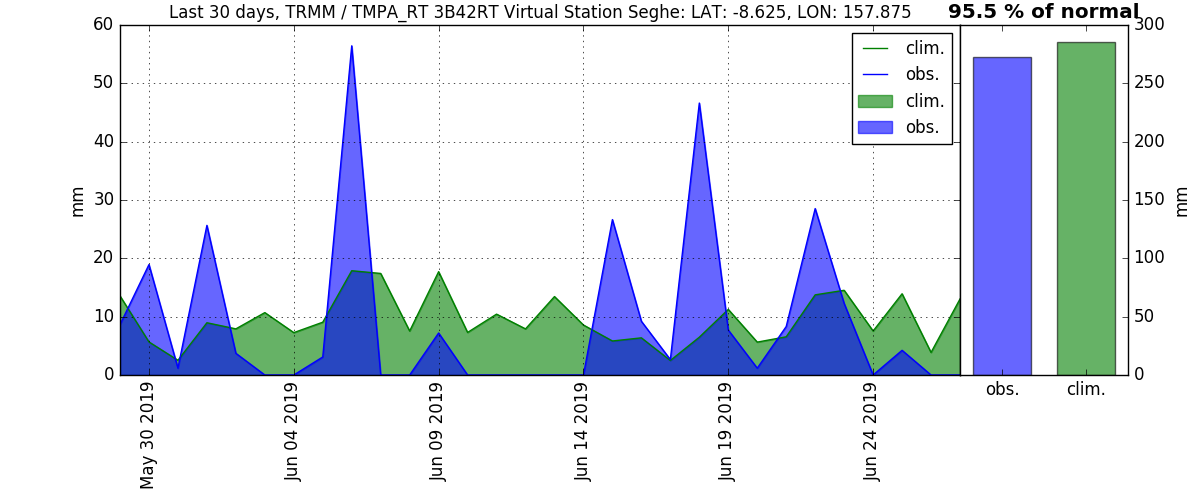 Last 30 days, TRMM / TMPA_RT 3B42RT Virtual Station Seghe: LAT: -8.625, LON: 157.875
95.5 % of normal
60
50
40
30
20
10
0
mm
clim.
obs.
clim.
obs.
May 30 2019
Jun 04 2019
Jun 09 2019
Jun 14 2019
Jun 19 2019
Jun 24 2019
300
250
200
150
100
50
0
mm
obs.
clim.